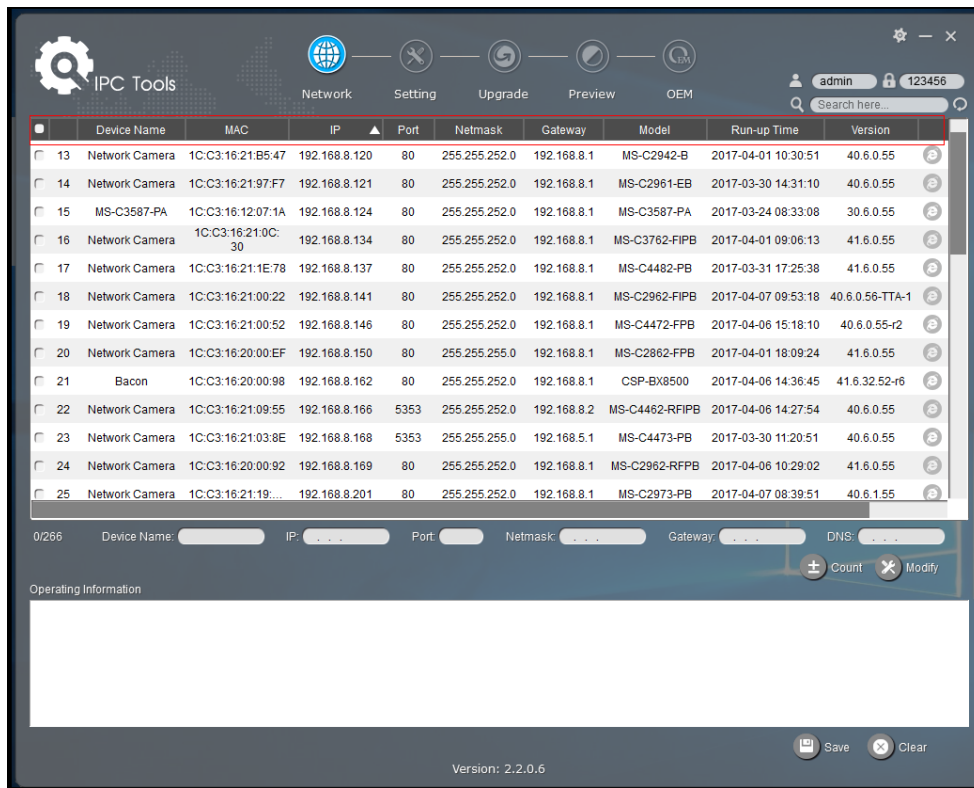 IPC Tools
Network Setting Upgrade Preview OEM
admin 123456
Search here...
Device Name MAC IP Port Netmask Gateway Model Run-up Time Version
13 Network Camera 1C:C3:16:21:B5:47 192.168.8.120 80 255.255.252.0 192.168.8.1 MS-C2942-B 2017-04-01 10:30:51 40.6.0.55
14 Network Camera 1C:C3:16:21:97:F7 192.168.8.121 80 255.255.252.0 192.168.8.1 MS-C2961-EB 2017-03-30 14:31:10 40.6.0.55
15 MS-C3587-PA 1C:C3:16:12:07:1A 192.168.8.124 80 255.255.252.0 192.168.8.1 MS-C3587-PA 2017-03-24 08:33:08 30.6.0.55
16 Network Camera 1C:C3:16:21:0C:30 192.168.8.134 80 255.255.252.0 192.168.8.1 MS-C3762-FIPB 2017-04-01 09:06:13 41.6.0.55
17 Network Camera 1C:C3:16:21:1E:78 192.168.8.137 80 255.255.252.0 192.168.8.1 MS-C4482-PB 2017-03-31 17:25:38 41.6.0.55
18 Network Camera 1C:C3:16:21:00:22 192.168.8.141 80 255.255.252.0 192.168.8.1 MS-C2962-FIPB 2017-04-07 09:53:18 40.6.0.56-TTA-1
19 Network Camera 1C:C3:16:21:00:52 192.168.8.146 80 255.255.252.0 192.168.8.1 MS-C4472-FPB 2017-04-06 15:18:10 40.6.0.55-r2
20 Network Camera 1C:C3:16:20:00:EF 192.168.8.150 80 255.255.255.0 192.168.8.1 MS-C2862-FPB 2017-04-01 18:09:24 41.6.0.55
21 Bacon 1C:C3:16:20:00:98 192.168.8.162 80 255.255.252.0 192.168.8.1 CSP-BX8500 2017-04-06 14:36:45 41.6.32.52-r6
22 Network Camera 1C:C3:16:21:09:55 192.168.8.166 5353 255.255.252.0 192.168.8.2 MS-C4462-RFIPB 2017-04-06 14:27:54 40.6.0.55
23 Network Camera 1C:C3:16:21:03:8E 192.168.8.168 5353 255.255.255.0 192.168.5.1 MS-C4473-PB 2017-03-30 11:20:51 40.6.0.55
24 Network Camera 1C:C3:16:20:00:92 192.168.8.169 80 255.255.252.0 192.168.8.1 MS-C2962-RFPB 2017-04-06 10:29:02 41.6.0.55
25 Network Camera 1C:C3:16:21:19:... 192.168.8.201 80 255.255.252.0 192.168.8.1 MS-C2973-PB 2017-04-07 08:39:51 40.6.1.55
0/266 Device Name: IP: . . . Port: Netmask: . . . Gateway: . . . DNS: . . .
Count Modify
Operating Information
Save Clear
Version: 2.2.0.6